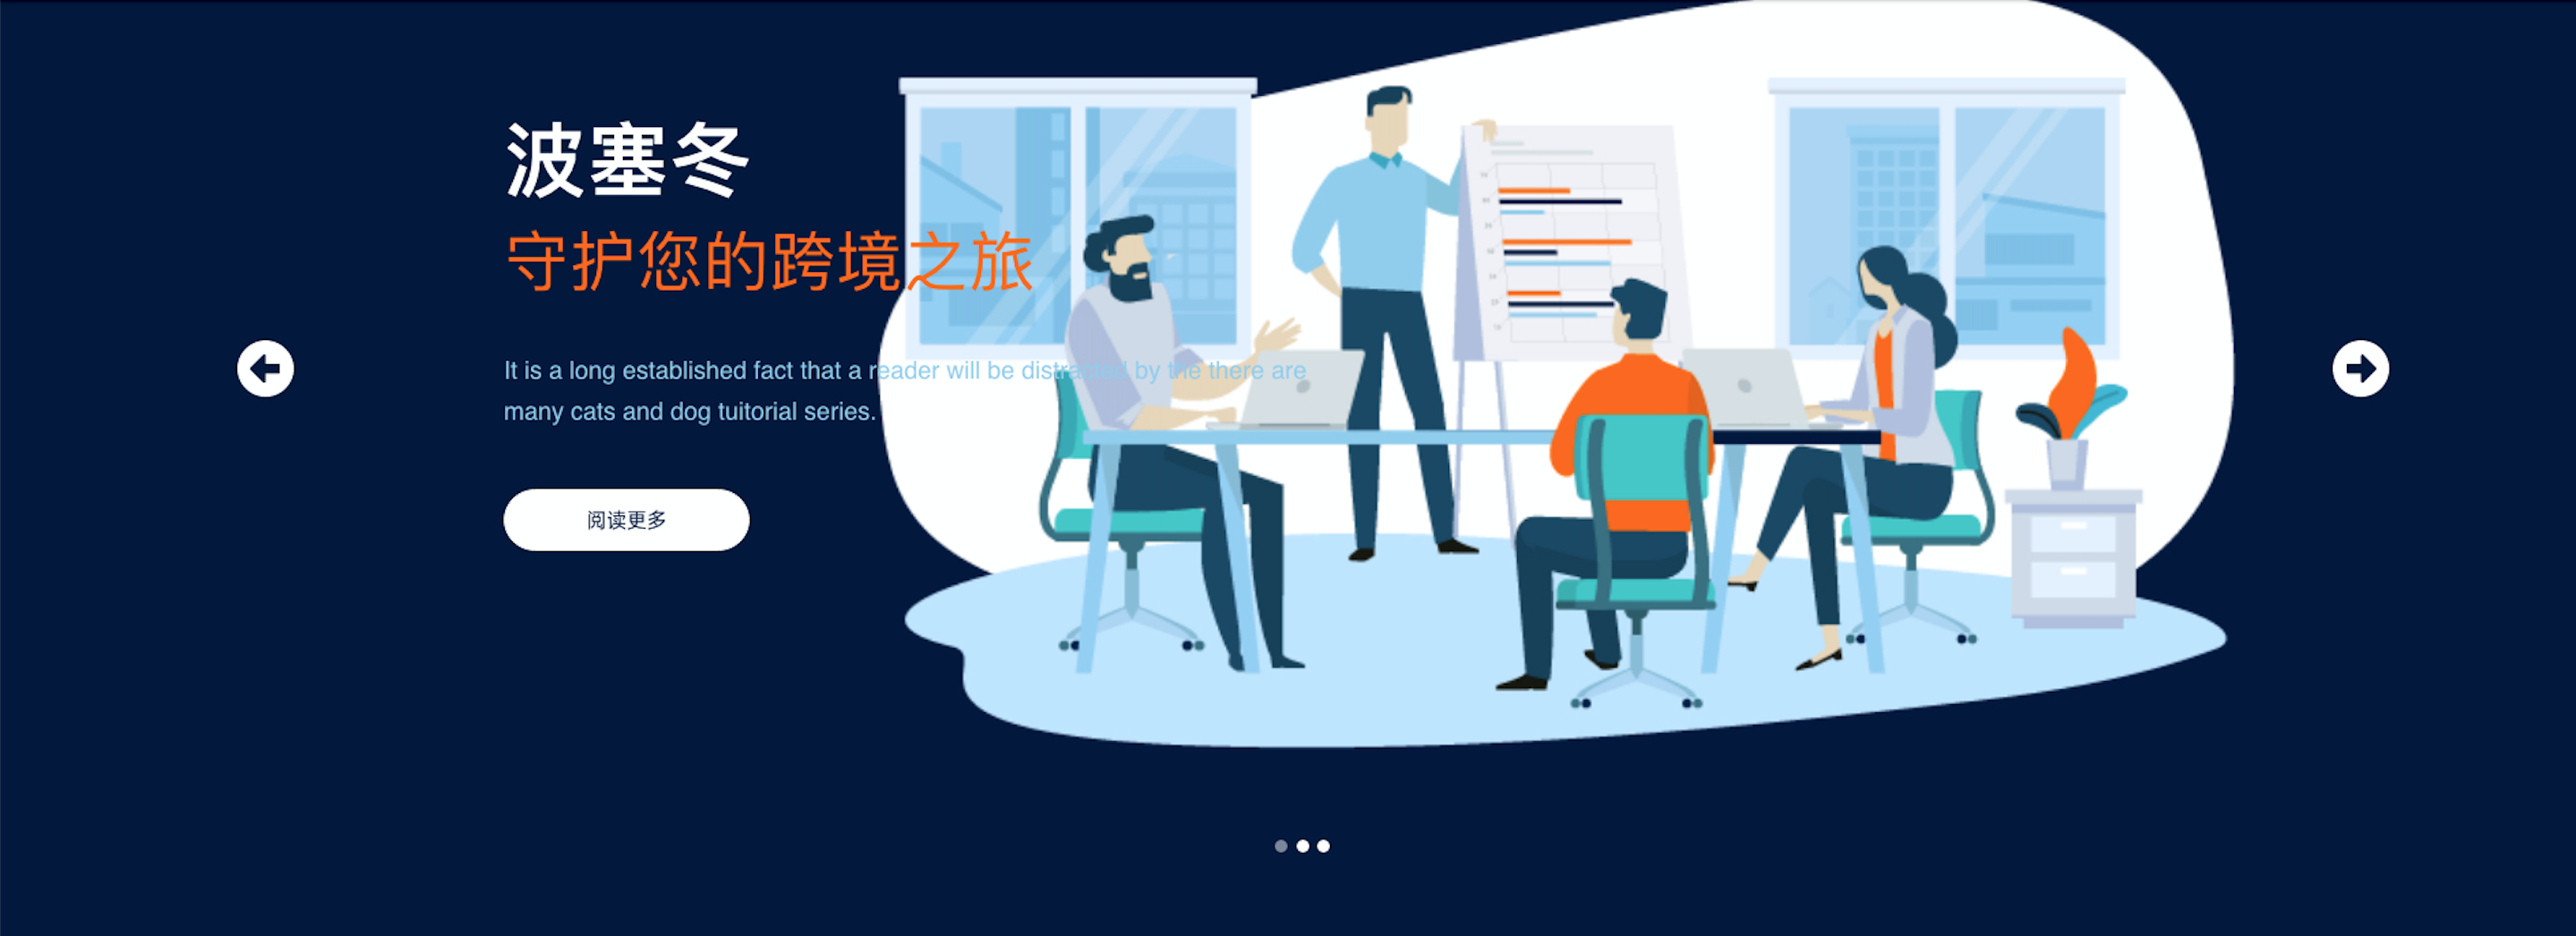 波塞冬
守护您的跨境之旅
It is a long established fact that a reader will be distracted by the there are
many cats and dog tuitorial series.
阅读更多